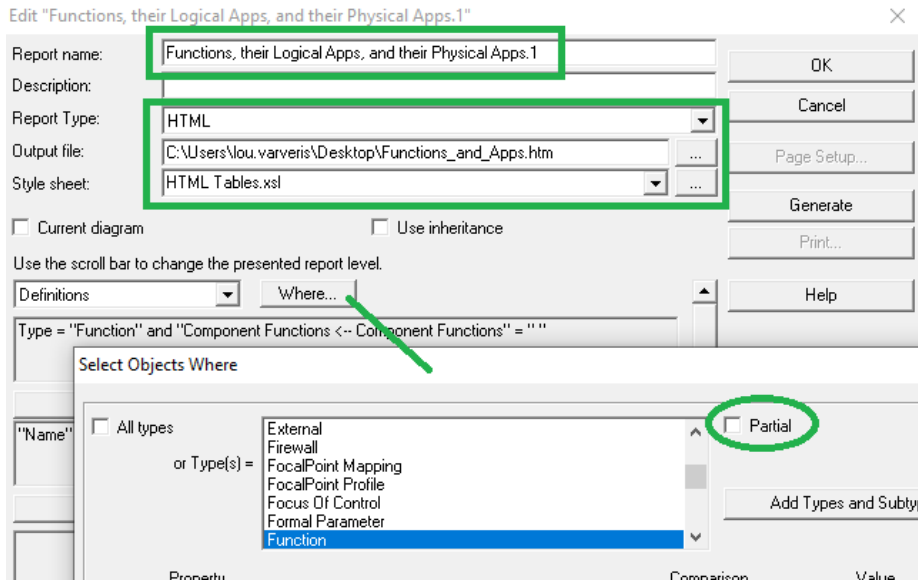 Edit "Functions, their Logical Apps, and their Physical Apps.1"
Report name: Functions, their Logical Apps, and their Physical Apps.1
OK
Description:
Cancel
Report Type: HTML
Output file: C:\Users\lou.varveris\Desktop\Functions_and_Apps.htm ...
Page Setup...
Style sheet: HTML Tables.xsl ...
Generate
Current diagram Use inheritance
Print...
Use the scroll bar to change the presented report level.
Definitions Where... Help
Type = "Function" and "Component Functions <-- Component Functions" = " "
Select Objects Where
"Name"
All types
External
Partial
Firewall
or Type(s) = FocalPoint Mapping
FocalPoint Profile
Focus Of Control
Add Types and Subty
Formal Parameter
Function
Property Comparison Value